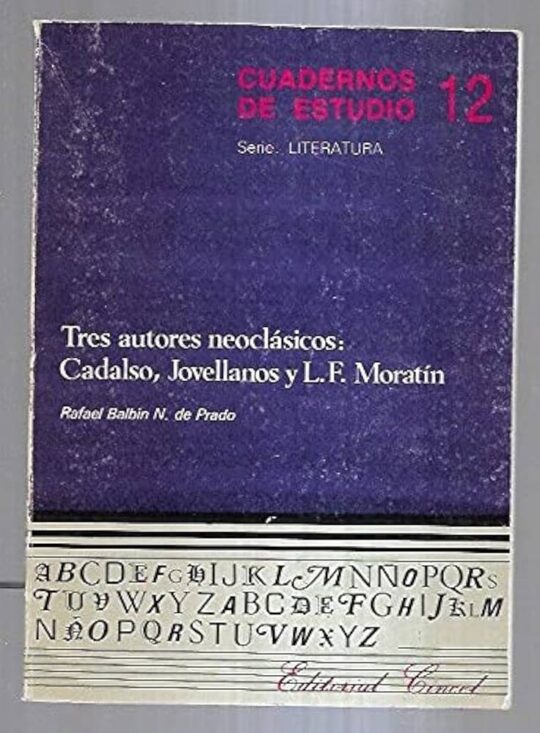 CUADERNOS
DE ESTUDIO 12
Serie: LITERATURA
Tres autores neoclásicos:
Cadalso, Jovellanos y L.F. Moratín
Rafael Balbín N. de Prado
ABCDEFGHIJKLMNÑOPQRS
TUVWXYZABCDEFGHIJKLM
NÑOPQRSTUVWXYZ
Editorial Cincel